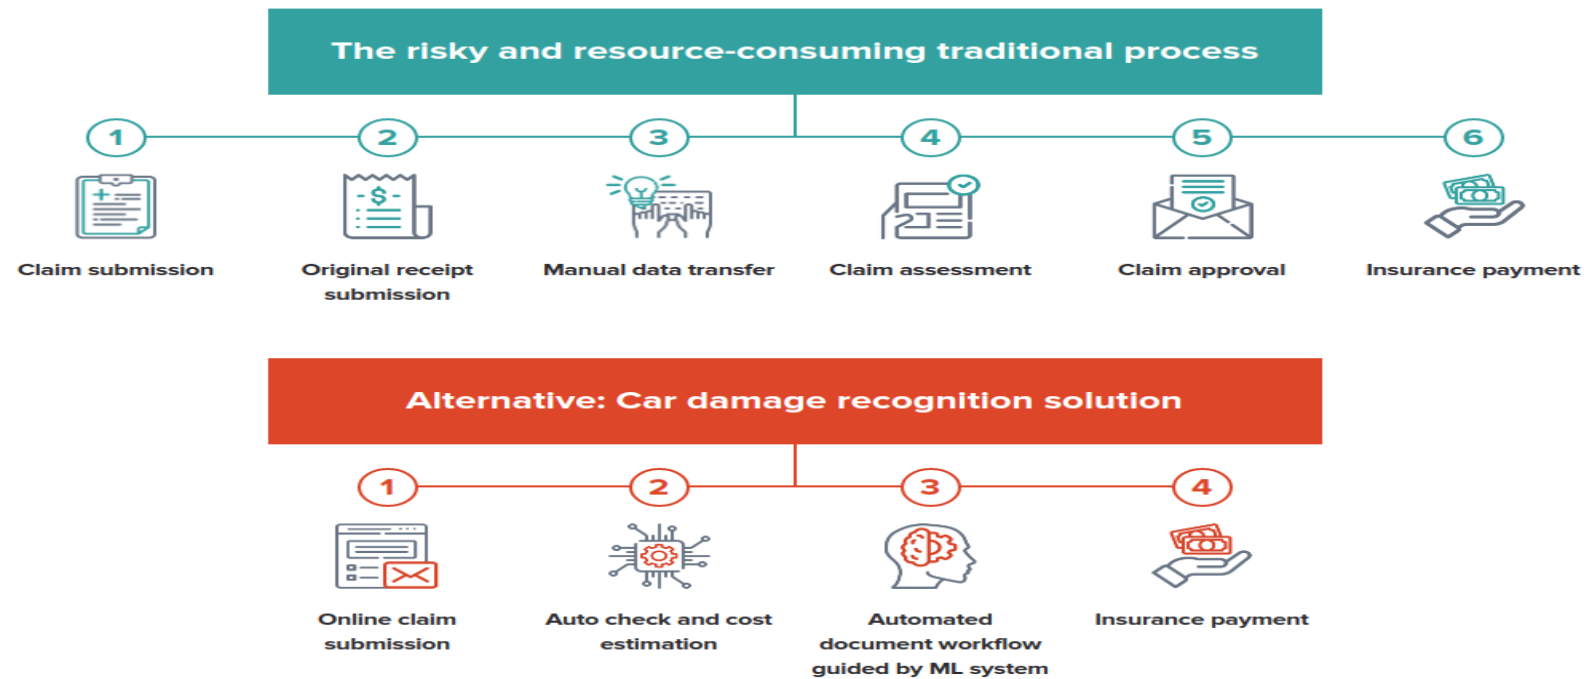 The risky and resource-consuming traditional process
1 2 3 4 5 6
Claim submission
Original receipt
submission
Manual data transfer
Claim assessment
Claim approval
Insurance payment
Alternative: Car damage recognition solution
1 2 3 4
Online claim
submission
Auto check and cost
estimation
Automated
document workflow
guided by ML system
Insurance payment